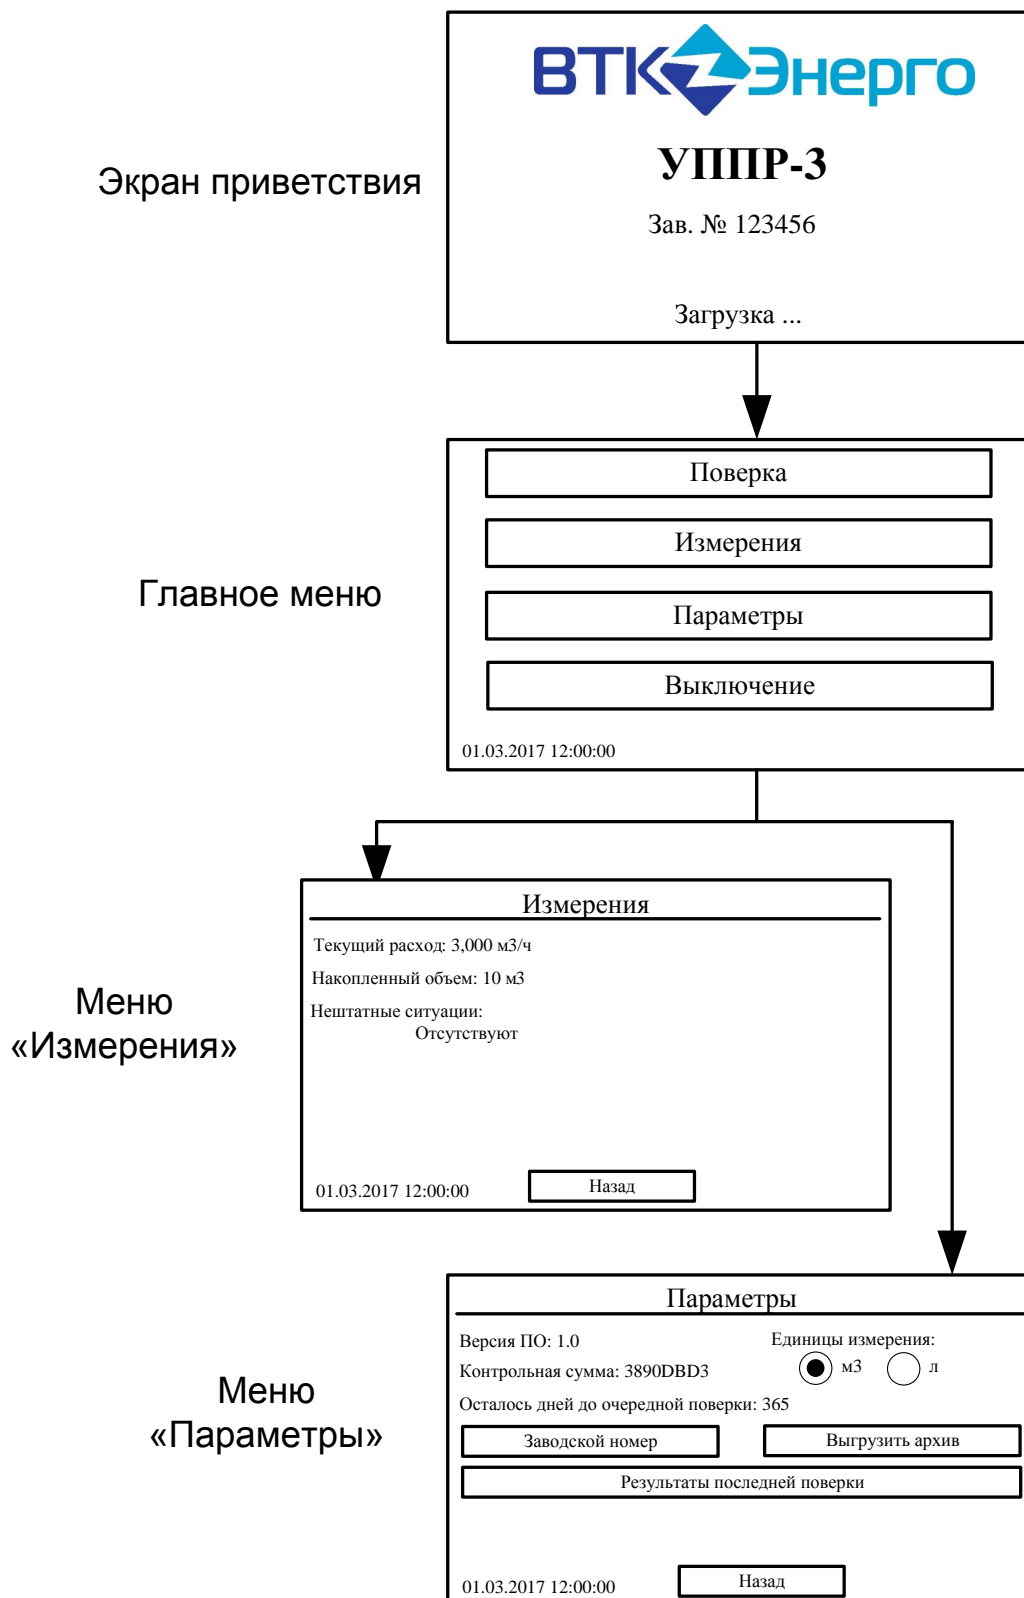 ВТК Энерго
Экран приветствия
УППР-3
Зав. № 123456
Загрузка ...
Главное меню
Поверка
Измерения
Параметры
Выключение
01.03.2017 12:00:00
Меню
«Измерения»
Измерения
Текущий расход: 3,000 м3/ч
Накопленный объем: 10 м3
Нештатные ситуации:
Отсутствуют
01.03.2017 12:00:00
Назад
Меню
«Параметры»
Параметры
Версия ПО: 1.0
Единицы измерения:
Контрольная сумма: 3890DBD3
м3 л
Осталось дней до очередной поверки: 365
Заводской номер
Выгрузить архив
Результаты последней поверки
01.03.2017 12:00:00
Назад